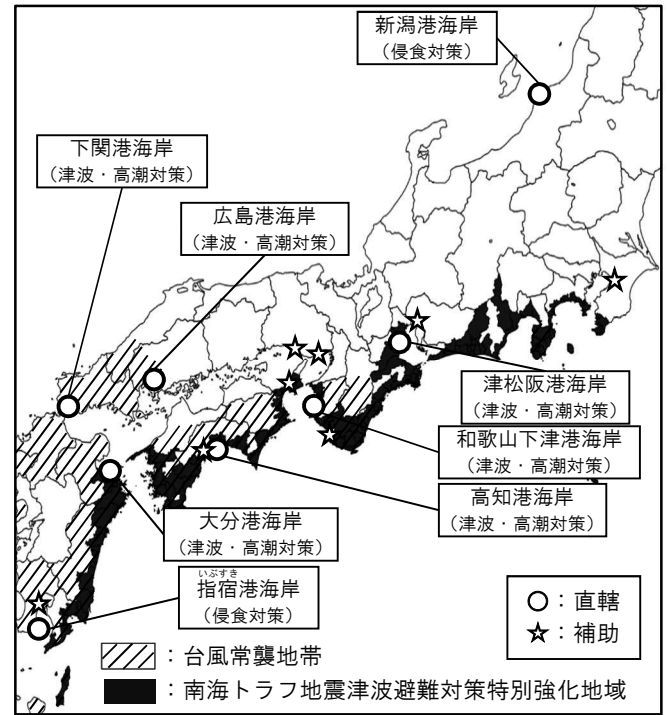 新潟港海岸
（侵食対策）
下関港海岸
（津波・高潮対策）
広島港海岸
（津波・高潮対策）
津松阪港海岸
（津波・高潮対策）
和歌山下津港海岸
（津波・高潮対策）
高知港海岸
（津波・高潮対策）
大分港海岸
（津波・高潮対策）
いぶすき
指宿港海岸
（侵食対策）
：直轄
：補助
：台風常襲地帯
：南海トラフ地震津波避難対策特別強化地域